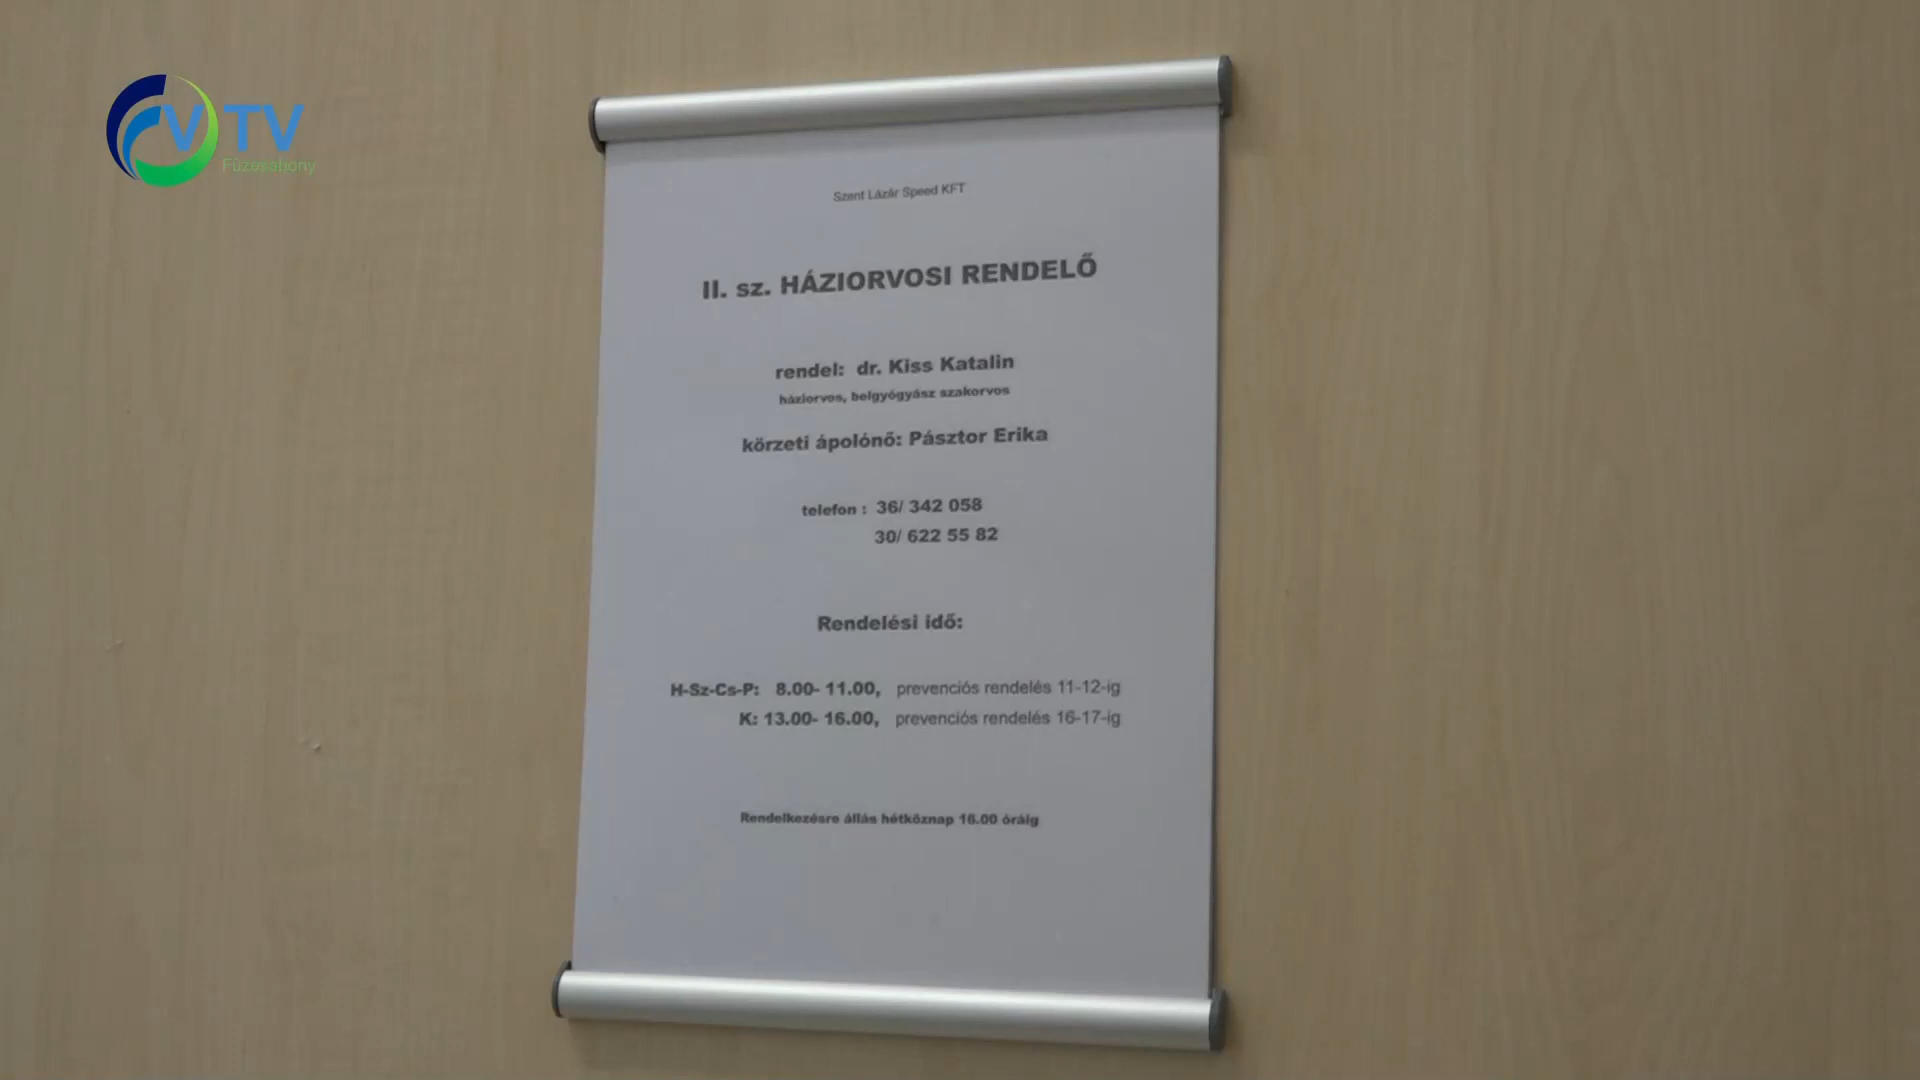 VTV
Füzesabony
Szent Lázár Speed KFT
II. sz. HÁZIORVOSI RENDELŐ
rendel: dr. Kiss Katalin
háziorvos, belgyógyász szakorvos
körzeti ápolónő: Pásztor Erika
telefon : 36/ 342 058
30/ 622 55 82
Rendelési idő:
H-Sz-Cs-P: 8.00- 11.00, prevenciós rendelés 11-12-ig
K: 13.00- 16.00, prevenciós rendelés 16-17-ig
Rendelkezésre állás hétköznap 16.00 óráig